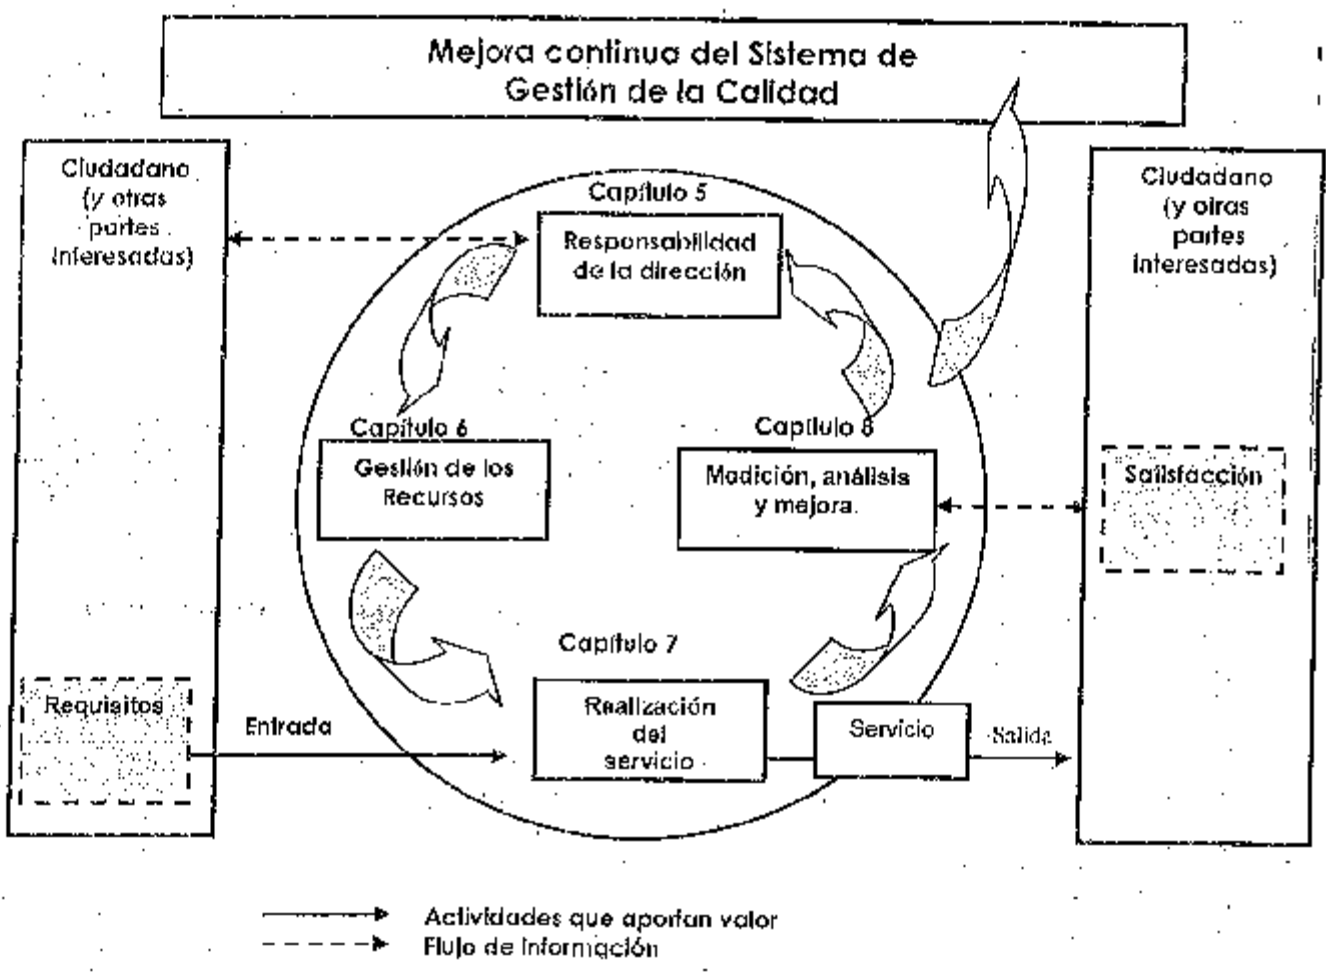 Mejora continua del Sistema de
Gestión de la Calidad
Ciudadano
(y otras
partes
interesadas)
Capítulo 5
Responsabilidad
de la dirección
Ciudadano
(y otras
partes
interesadas)
Capítulo 6
Gestión de los
Recursos
Capítulo 8
Medición, análisis
y mejora.
Satisfacción
Capítulo 7
Requisitos
Entrada
Realización
del
servicio
Servicio
Salida
Actividades que aportan valor
Flujo de información